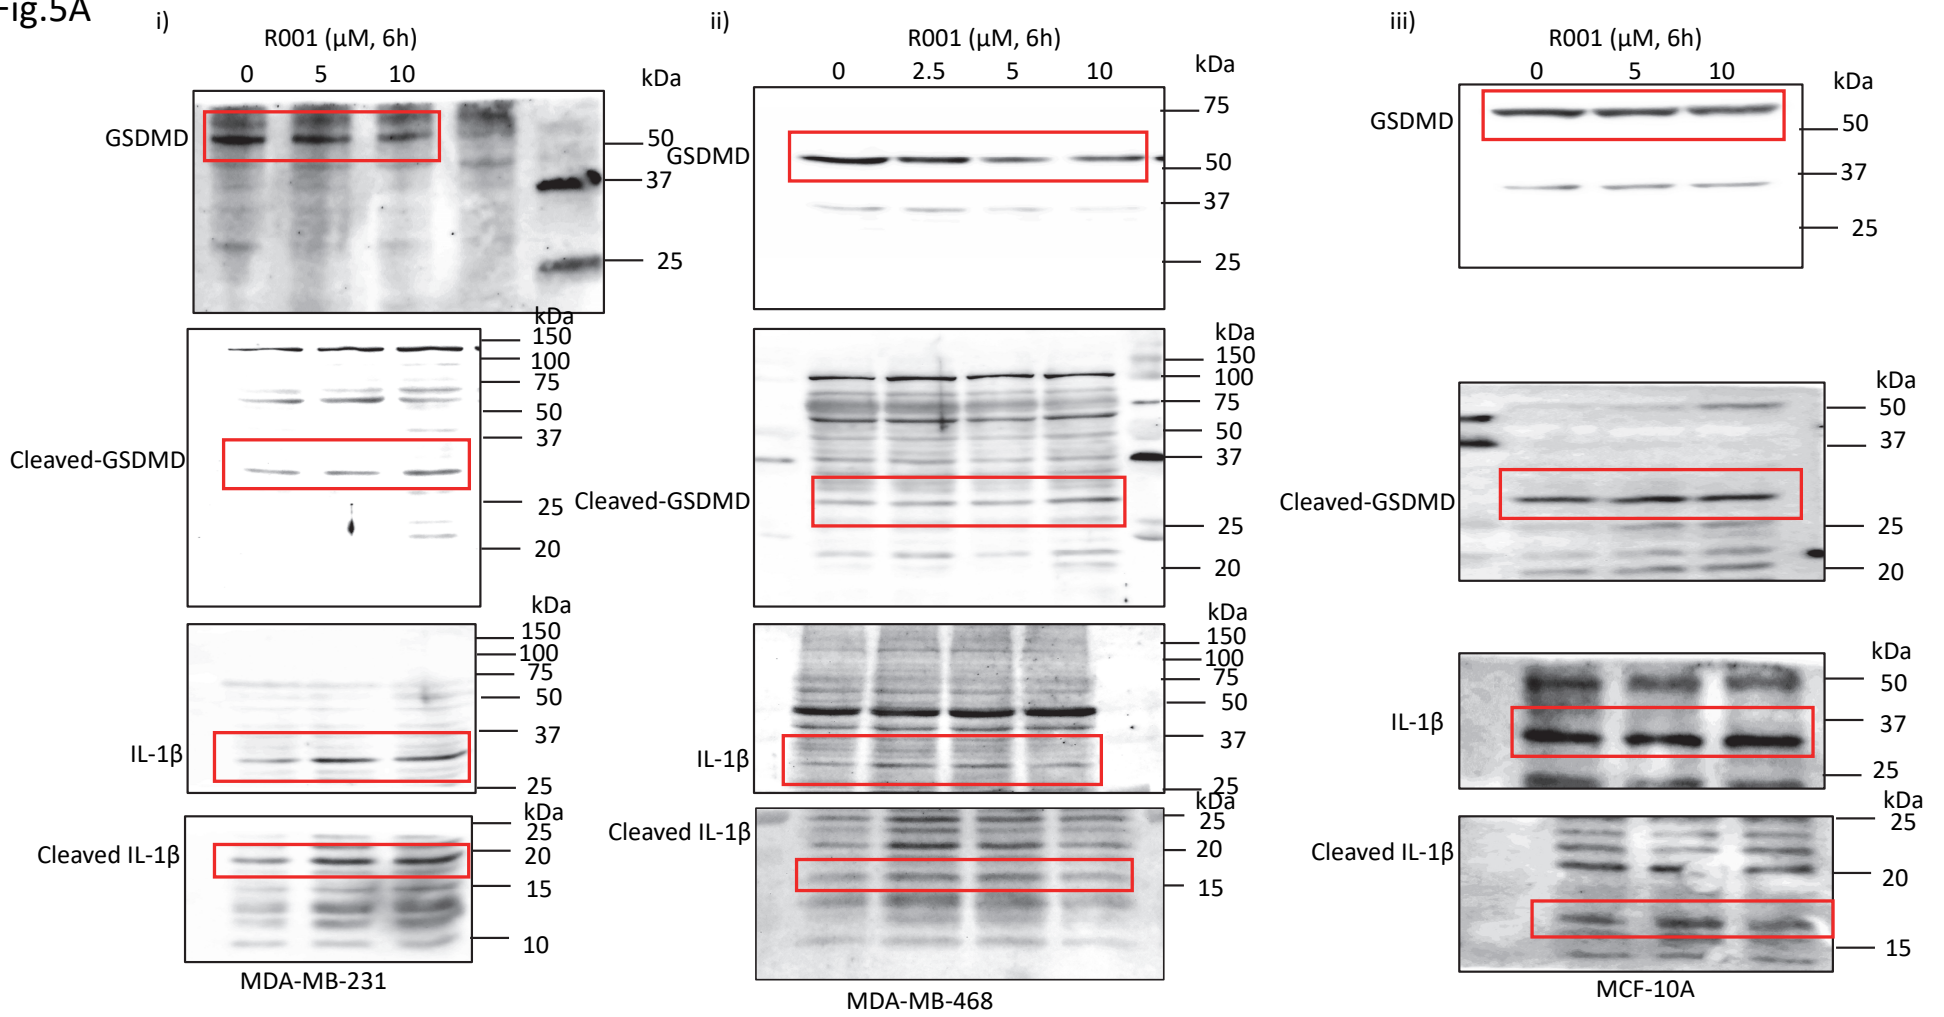 Fig.5A
i)
R001 (μM, 6h)
0 5 10
kDa
GSDMD
50
37
25
kDa
150
100
75
50
37
Cleaved-GSDMD
25
20
kDa
150
100
75
50
37
IL-1β
25
kDa
25
Cleaved IL-1β
20
15
10
MDA-MB-231
ii)
R001 (μM, 6h)
0 2.5 5 10
kDa
75
GSDMD
50
37
25
kDa
150
100
75
50
37
Cleaved-GSDMD
25
20
kDa
150
100
75
50
37
IL-1β
25
kDa
25
Cleaved IL-1β
20
15
MDA-MB-468
iii)
R001 (μM, 6h)
0 5 10
kDa
GSDMD
50
37
25
kDa
50
37
Cleaved-GSDMD
25
20
kDa
50
IL-1β
37
25
kDa
25
Cleaved IL-1β
20
15
MCF-10A